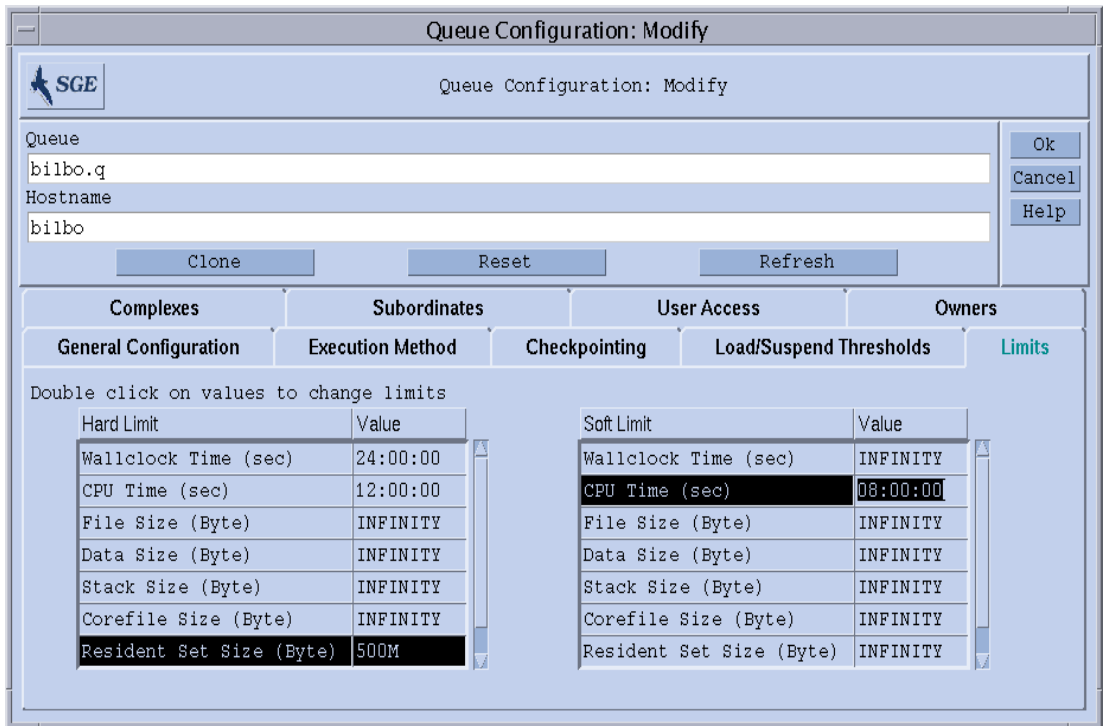 Queue Configuration: Modify
SGE
Queue Configuration: Modify
Queue
bilbo.q
Hostname
bilbo
Ok
Cancel
Help
Clone Reset Refresh
Complexes Subordinates User Access Owners
General Configuration Execution Method Checkpointing Load/Suspend Thresholds Limits
Double click on values to change limits
Hard Limit Value
Wallclock Time (sec) 24:00:00
CPU Time (sec) 12:00:00
File Size (Byte) INFINITY
Data Size (Byte) INFINITY
Stack Size (Byte) INFINITY
Corefile Size (Byte) INFINITY
Resident Set Size (Byte) 500M
Soft Limit Value
Wallclock Time (sec) INFINITY
CPU Time (sec) 08:00:00
File Size (Byte) INFINITY
Data Size (Byte) INFINITY
Stack Size (Byte) INFINITY
Corefile Size (Byte) INFINITY
Resident Set Size (Byte) INFINITY